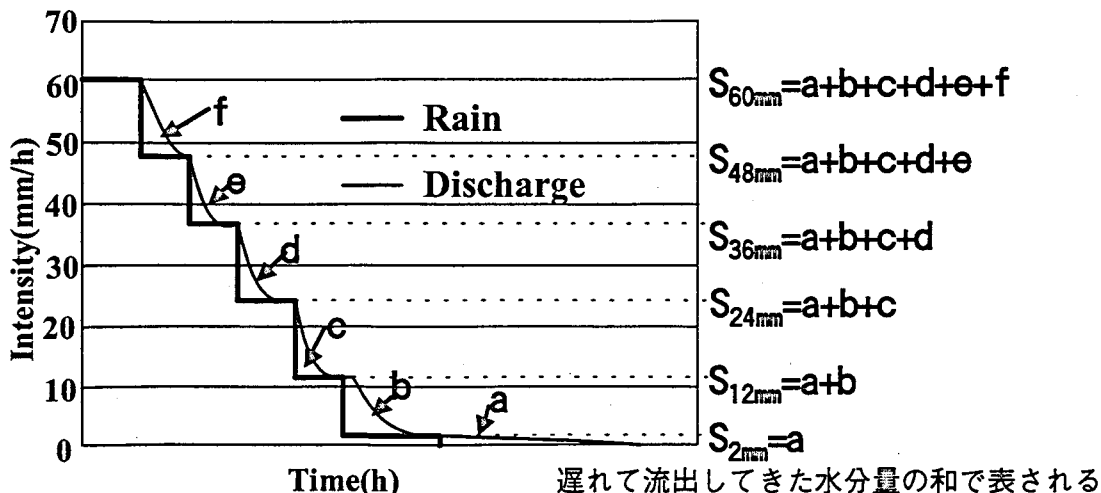 70
60
50
40
30
20
10
0
Intensity(mm/h)
Time(h)
Rain
Discharge
f
e
d
c
b
a
S60mm=a+b+c+d+e+f
S48mm=a+b+c+d+e
S36mm=a+b+c+d
S24mm=a+b+c
S12mm=a+b
S2mm=a
遅れて流出してきた水分量の和で表される